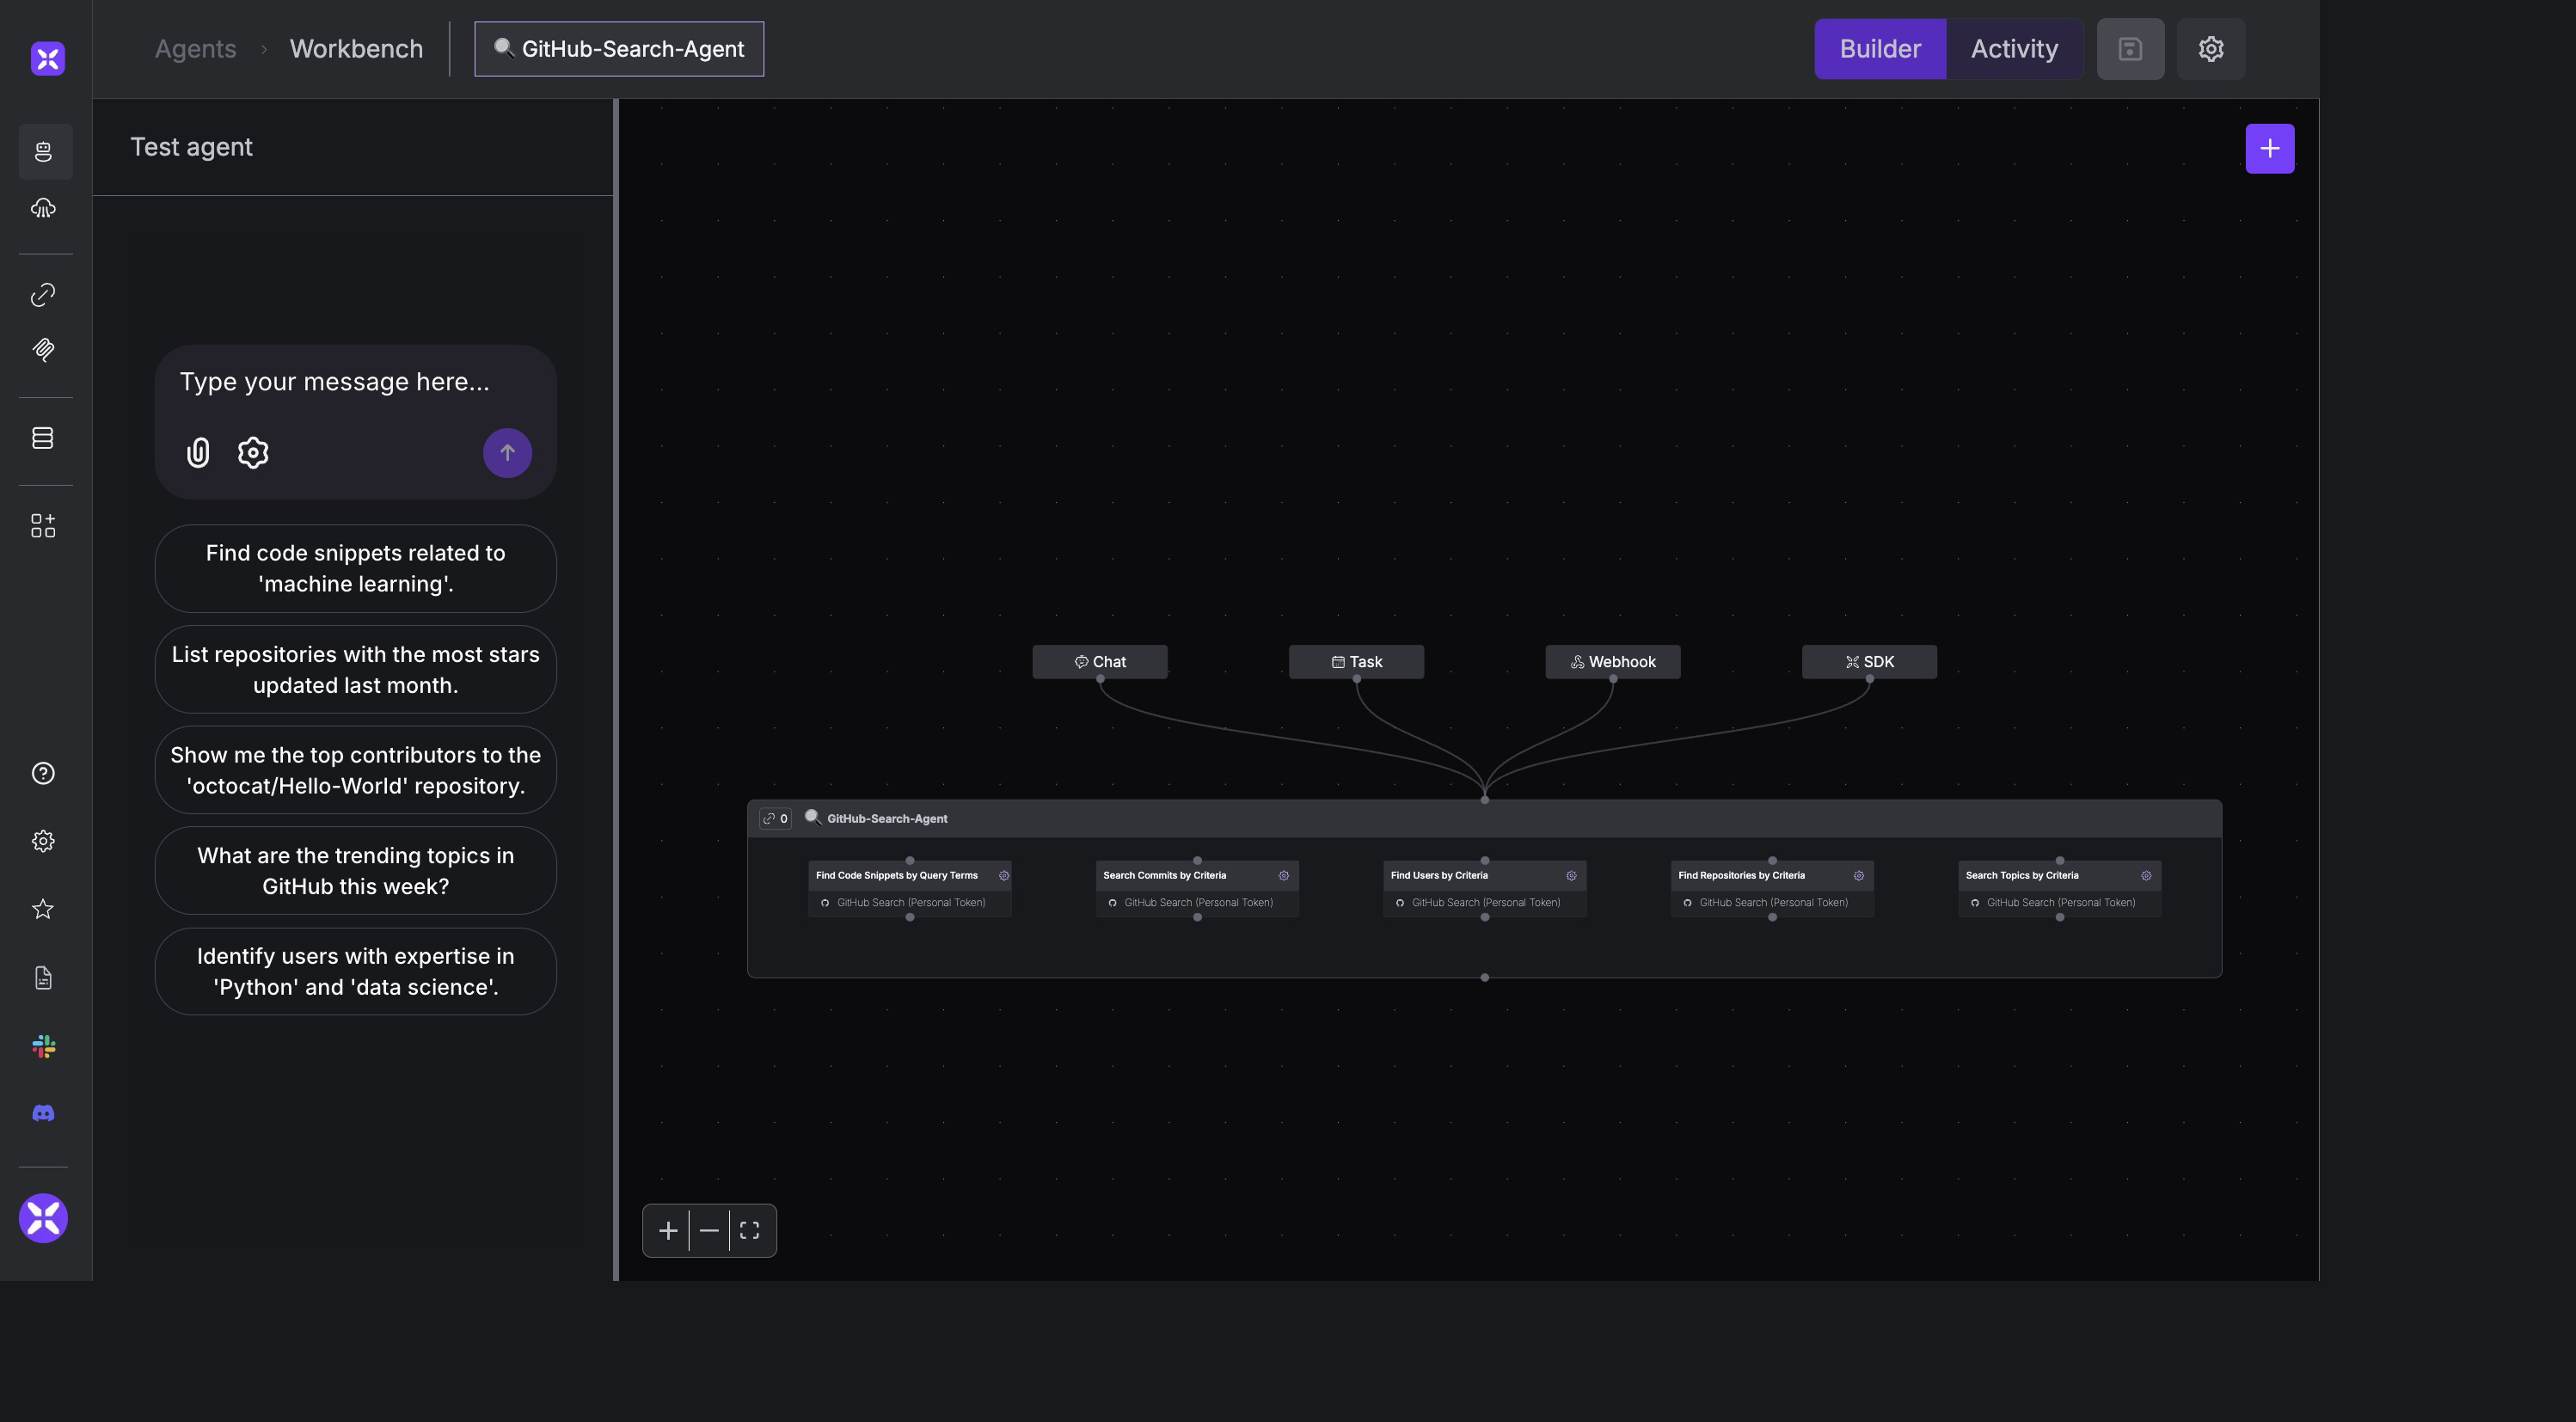 Agents
Workbench
GitHub-Search-Agent
Builder
Activity
Test agent
Type your message here...
Find code snippets related to
'machine learning'.
List repositories with the most stars
updated last month.
Show me the top contributors to the
'octocat/Hello-World' repository.
What are the trending topics in
GitHub this week?
Identify users with expertise in
'Python' and 'data science'.
Chat
Task
Webhook
SDK
0
GitHub-Search-Agent
Find Code Snippets by Query Terms
GitHub Search (Personal Token)
Search Commits by Criteria
GitHub Search (Personal Token)
Find Users by Criteria
GitHub Search (Personal Token)
Find Repositories by Criteria
GitHub Search (Personal Token)
Search Topics by Criteria
GitHub Search (Personal Token)